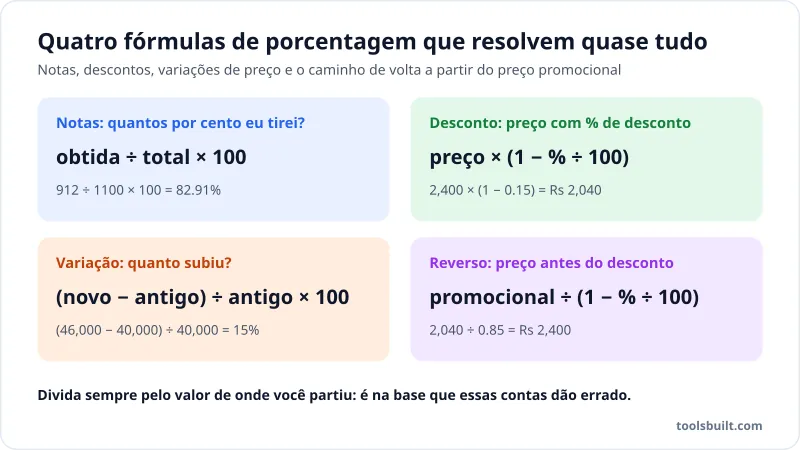 Quatro fórmulas de porcentagem que resolvem quase tudo
Notas, descontos, variações de preço e o caminho de volta a partir do preço promocional
Notas: quantos por cento eu tirei?
obtida ÷ total × 100
912 ÷ 1100 × 100 = 82.91%
Desconto: preço com % de desconto
preço × (1 − % ÷ 100)
2,400 × (1 − 0.15) = Rs 2,040
Variação: quanto subiu?
(novo − antigo) ÷ antigo × 100
(46,000 − 40,000) ÷ 40,000 = 15%
Reverso: preço antes do desconto
promocional ÷ (1 − % ÷ 100)
2,040 ÷ 0.85 = Rs 2,400
Divida sempre pelo valor de onde você partiu: é na base que essas contas dão errado.
toolsbuilt.com